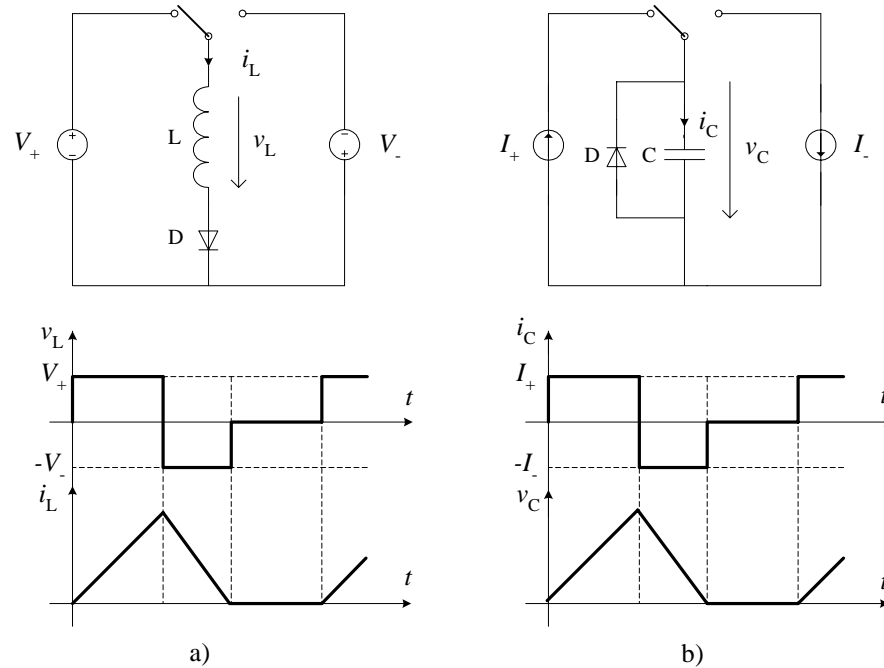 i_L
V_+
L
v_L
V_-
D
i_C
I_+
D
C
v_C
I_-
v_L
V_+
t
-V_-
i_L
t
a)
i_C
I_+
t
-I_-
v_C
t
b)